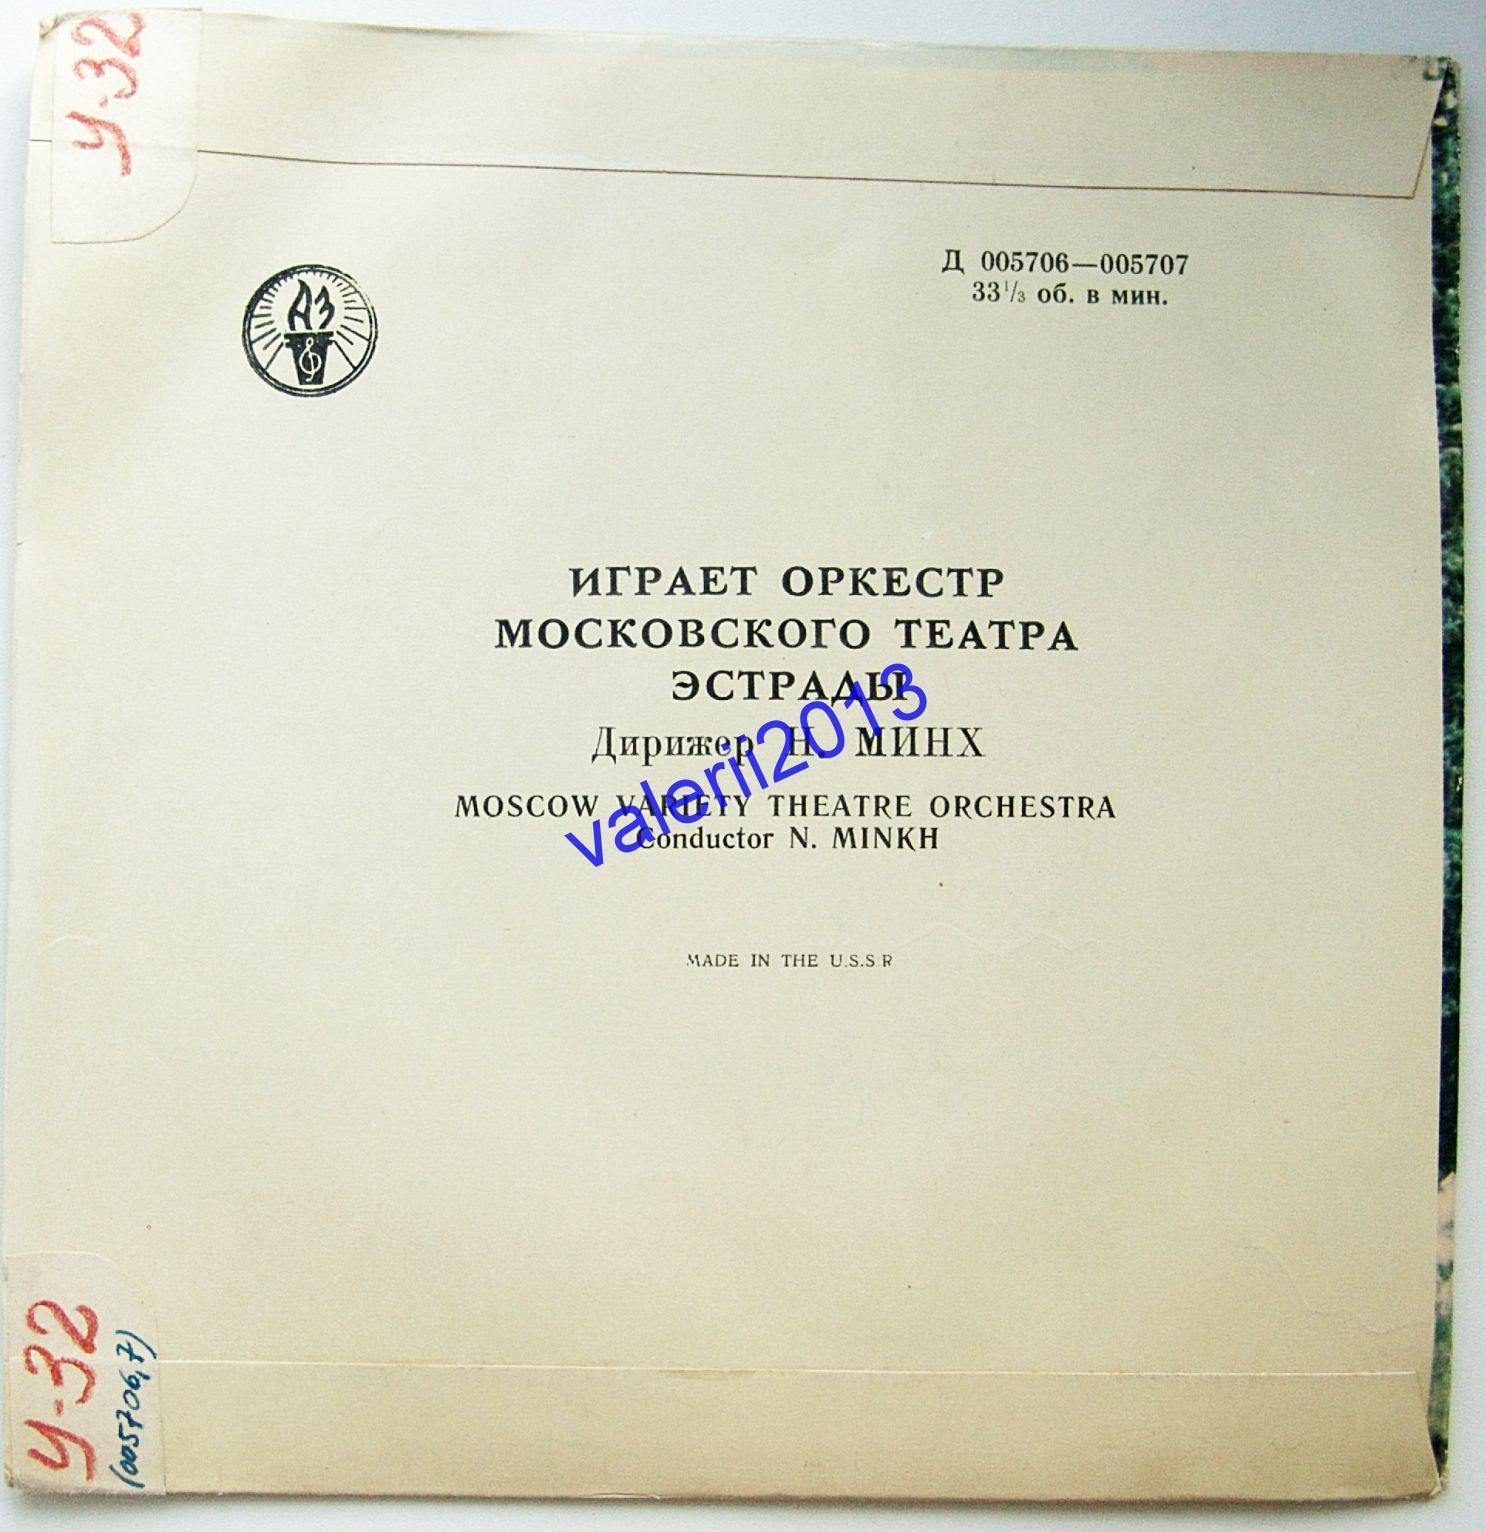 У-32
АЗ
Д 005706—005707
33 1/3 об. в мин.
ИГРАЕТ ОРКЕСТР
МОСКОВСКОГО ТЕАТРА
ЭСТРАДЫ
Дирижер Н. МИНХ
valerii2013
MOSCOW VARIETY THEATRE ORCHESTRA
Conductor N. MINKH
MADE IN THE U.S.S R
У-32
(005706,7)